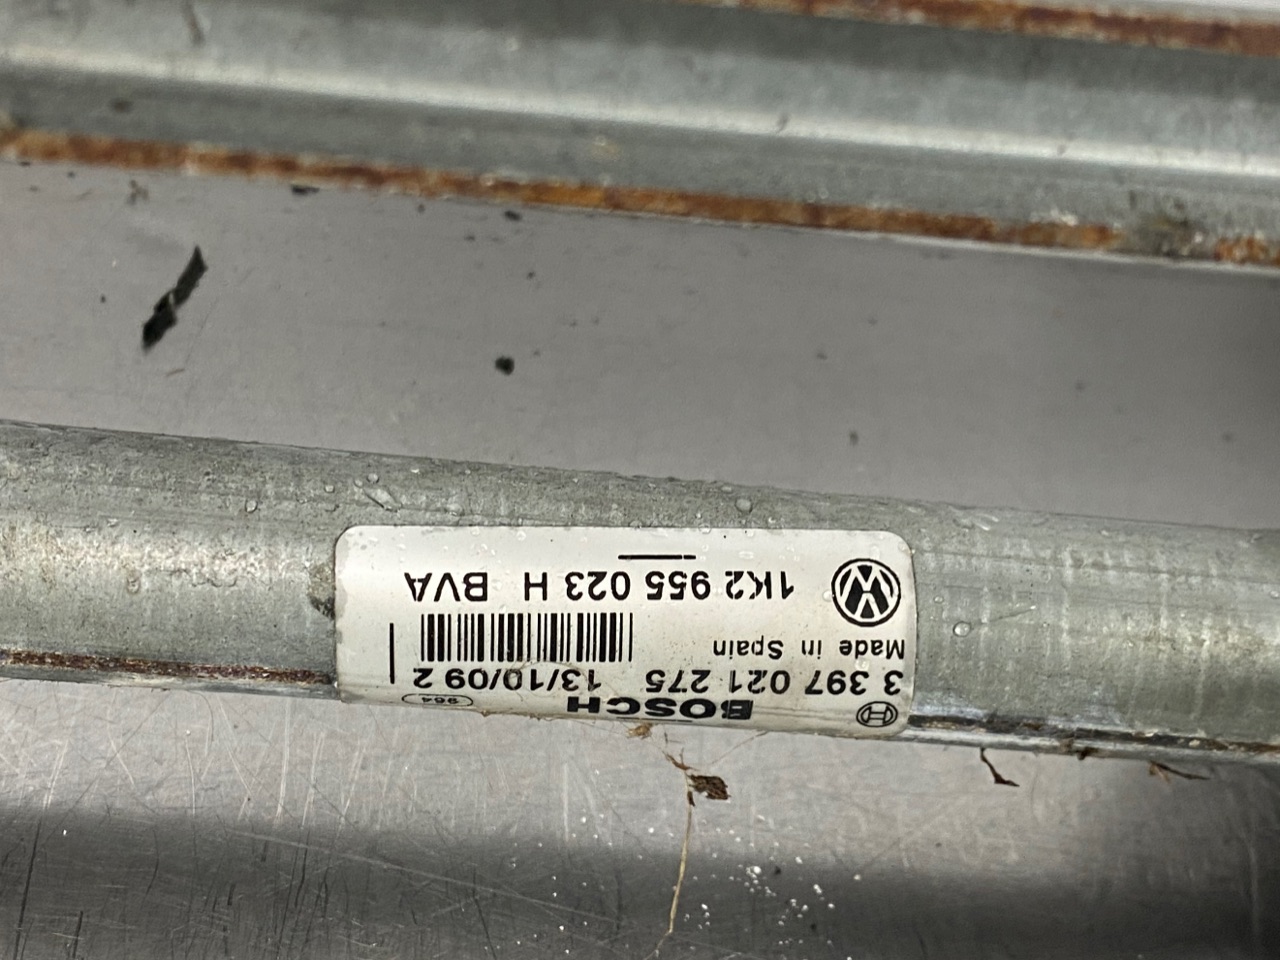 BOSCH 964
3 397 021 275 13/10/09 2
Made in Spain
1K2 955 023 H BVA